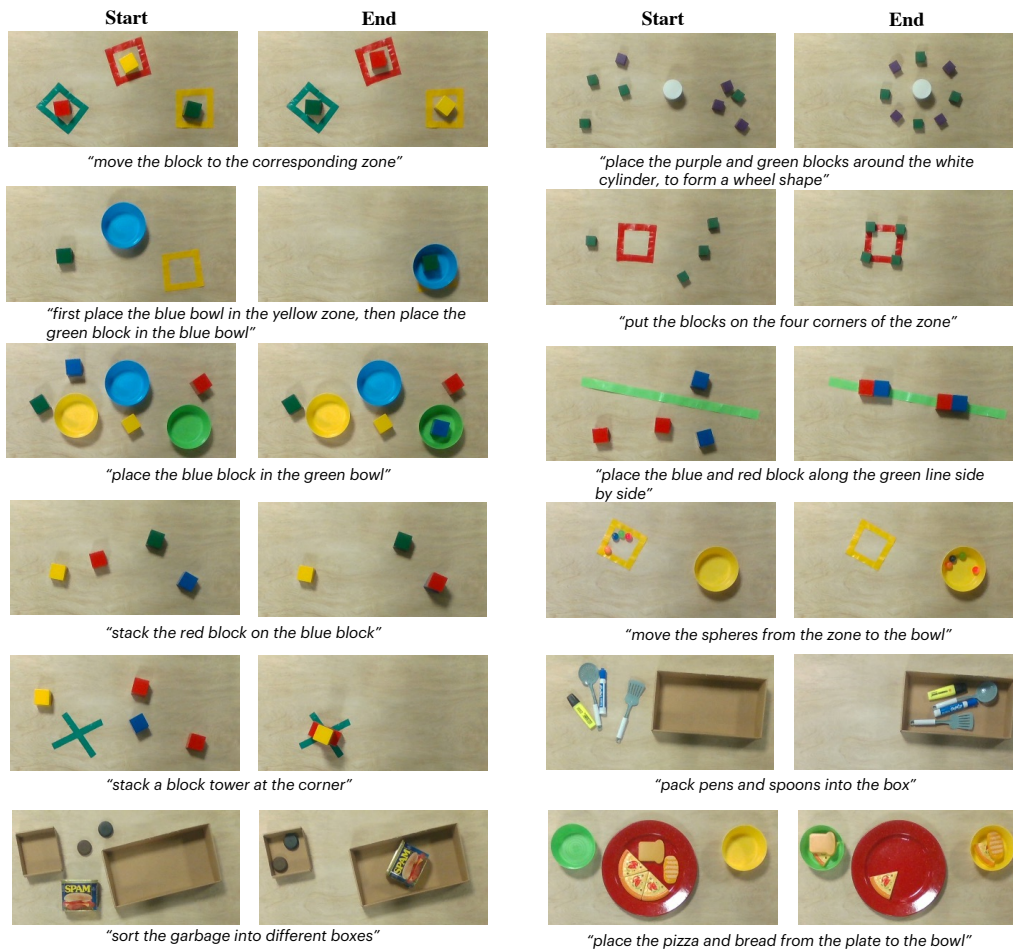 Start
End
“move the block to the corresponding zone”
“first place the blue bowl in the yellow zone, then place the
green block in the blue bowl”
“place the blue block in the green bowl”
“stack the red block on the blue block”
“stack a block tower at the corner”
SPAM
SPAM
“sort the garbage into different boxes”
Start
End
“place the purple and green blocks around the white
cylinder, to form a wheel shape”
“put the blocks on the four corners of the zone”
“place the blue and red block along the green line side
by side”
“move the spheres from the zone to the bowl”
“pack pens and spoons into the box”
“place the pizza and bread from the plate to the bowl”